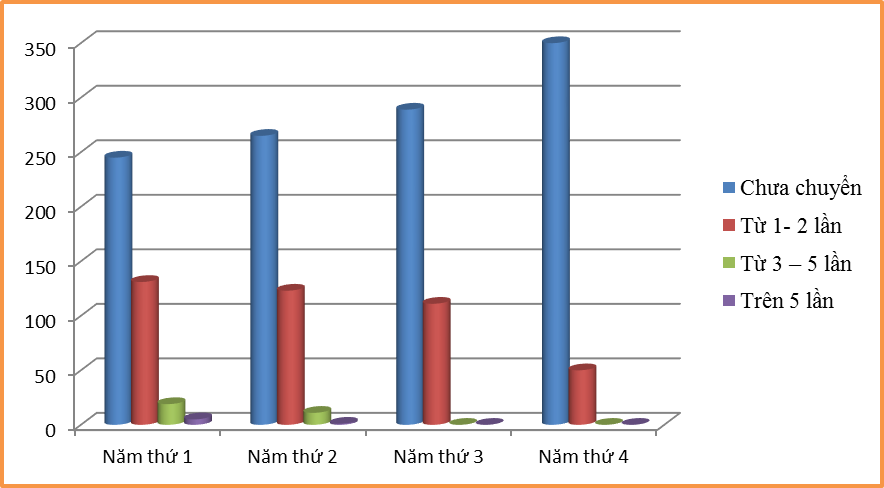 350
300
250
200
150
100
50
0
Năm thứ 1
Năm thứ 2
Năm thứ 3
Năm thứ 4
Chưa chuyển
Từ 1- 2 lần
Từ 3 – 5 lần
Trên 5 lần